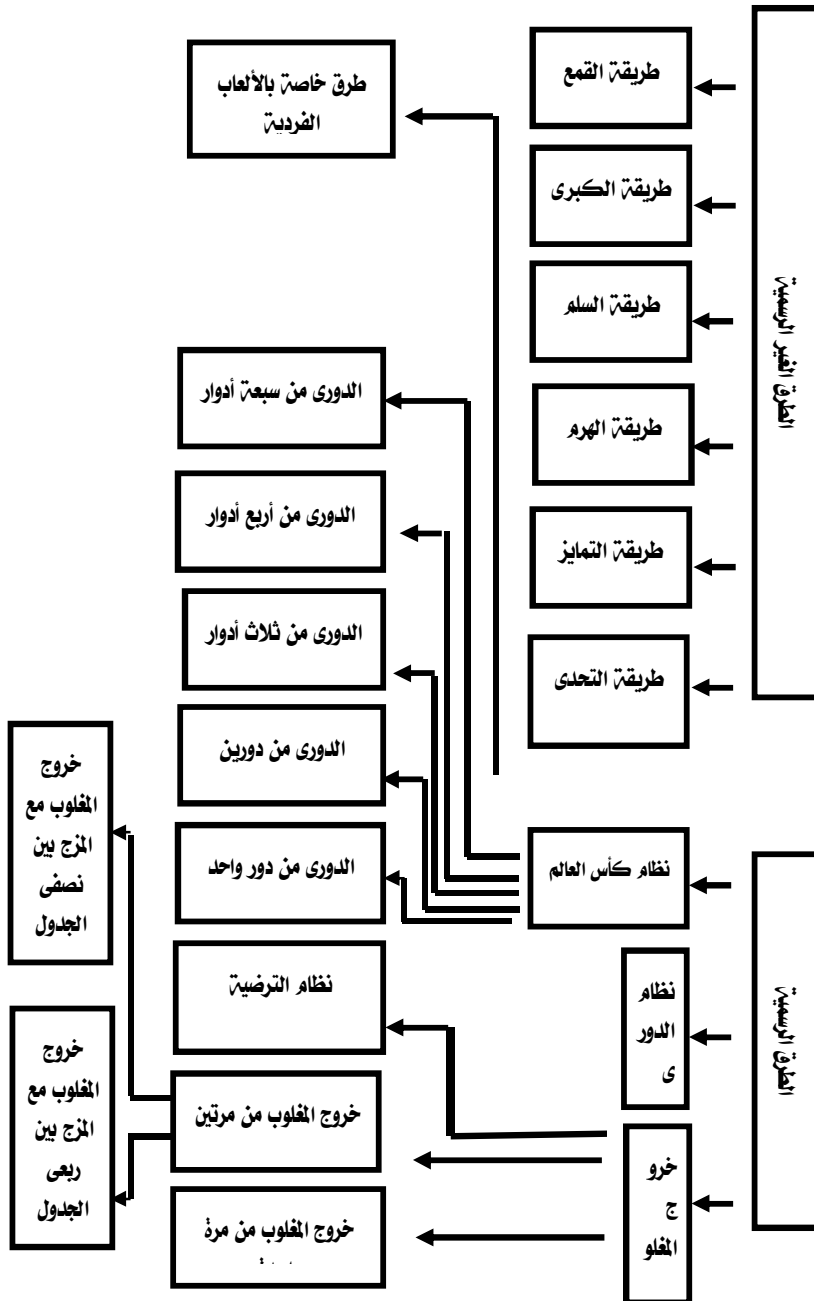 الطرق الغير الرسمية
طريقة القمع
طريقة الكبرى
طريقة السلم
طريقة الهرم
طريقة التمايز
طريقة التحدى
طرق خاصة بالألعاب
الفردية
الطرق الرسمية
نظام كأس العالم
نظام
الدور
ى
خرو
ج
المغلو
الدورى من سبعة أدوار
الدورى من أربع أدوار
الدورى من ثلاث أدوار
الدورى من دورين
الدورى من دور واحد
نظام الترضية
خروج المغلوب من مرتين
خروج المغلوب من مرة
خروج
المغلوب مع
المزج بين
نصفى
الجدول
خروج
المغلوب مع
المزج بين
ربعى
الجدول